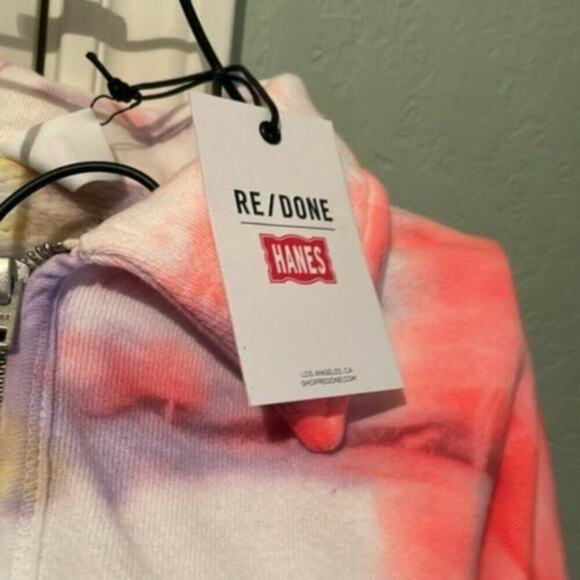 RE/DONE
HANES
LOS ANGELES, CA
SHOPREDONE.COM